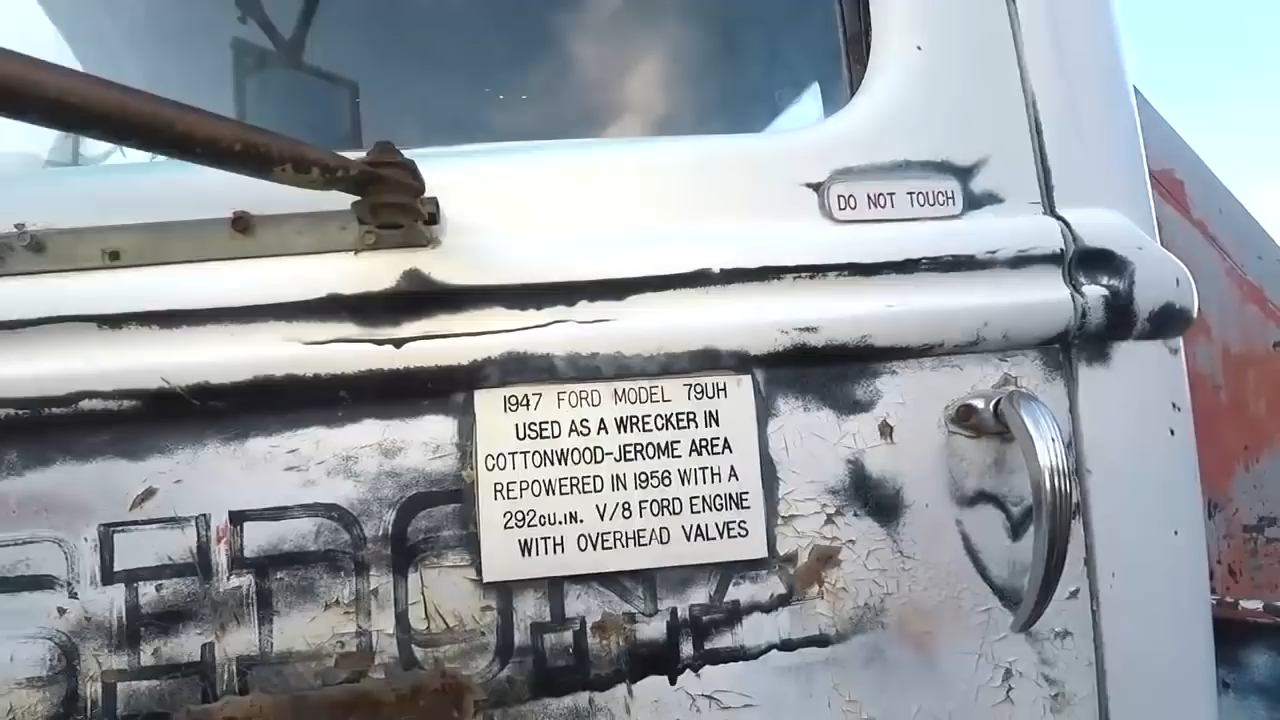 DO NOT TOUCH
1947 FORD MODEL 79UH
USED AS A WRECKER IN
COTTONWOOD-JEROME AREA
REPOWERED IN 1956 WITH A
292CU.IN. V/8 FORD ENGINE
WITH OVERHEAD VALVES